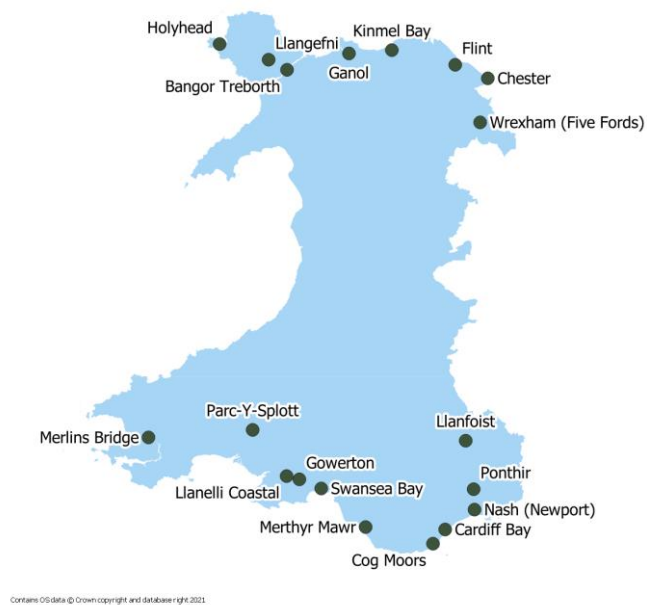 Holyhead
Kinmel Bay
Llangefni
Flint
Ganol
Bangor Treborth
Chester
Wrexham (Five Fords)
Parc-Y-Splott
Llanfoist
Merlins Bridge
Gowerton
Ponthir
Llanelli Coastal
Swansea Bay
Nash (Newport)
Merthyr Mawr
Cardiff Bay
Cog Moors
Contains OS data © Crown copyright and database right 2021